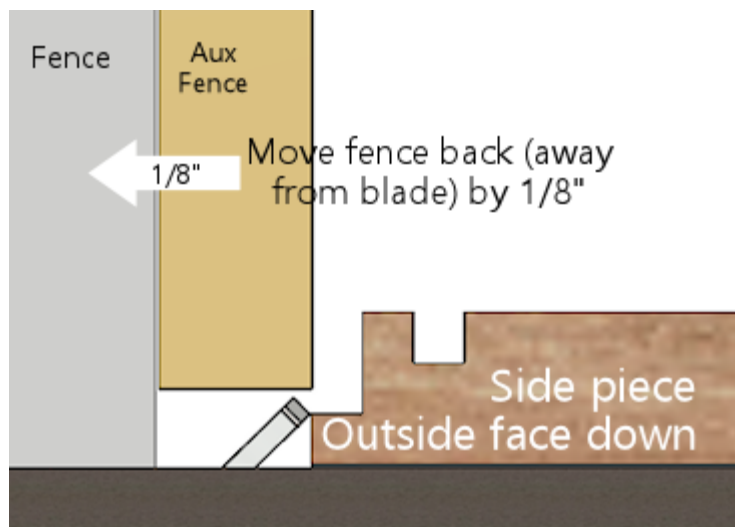 Fence
Aux
Fence
1/8"
Move fence back (away
from blade) by 1/8"
Side piece
Outside face down